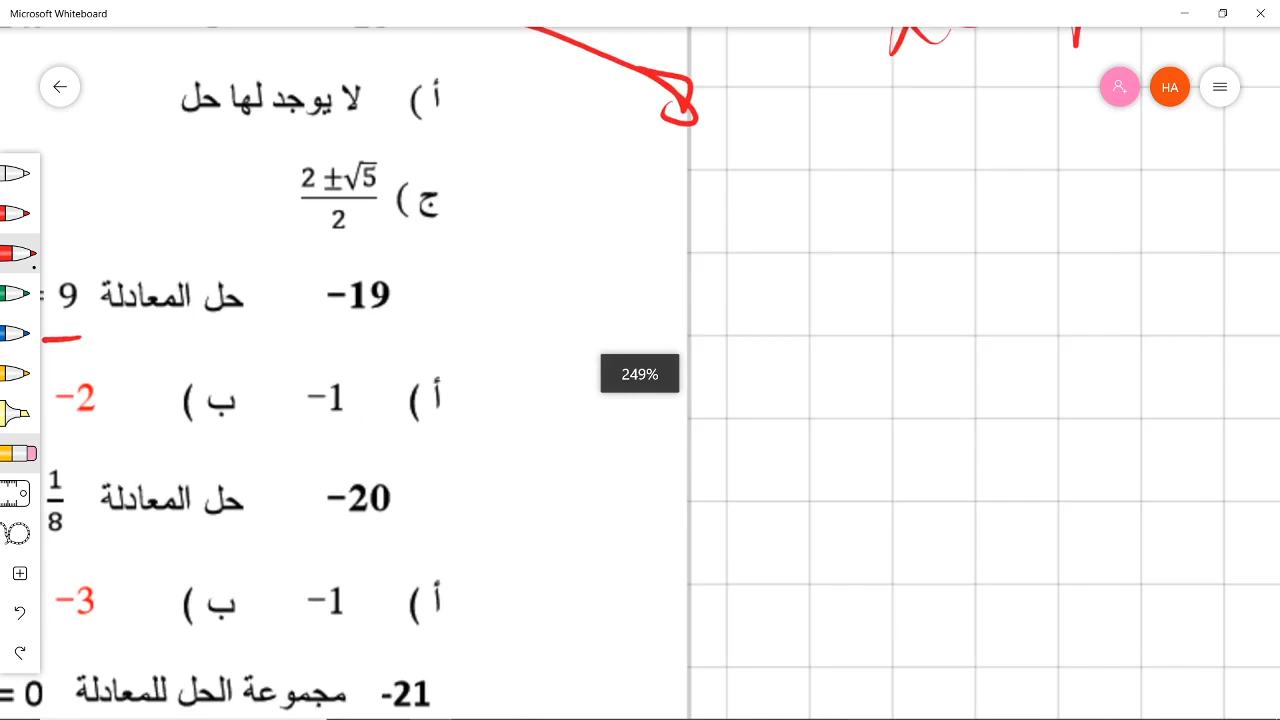 Microsoft Whiteboard
HA
أ ) لا يوجد لها حل
ج ) (2 ±√5)/2
19- حل المعادلة 9 =
أ ) 1− ب ) 2−
249%
20- حل المعادلة 1/8
أ ) 1− ب ) 3−
21- مجموعة الحل للمعادلة 0 =